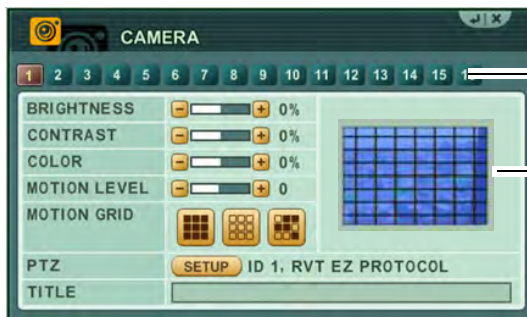 CAMERA
1 2 3 4 5 6 7 8 9 10 11 12 13 14 15
BRIGHTNESS 0%
CONTRAST 0%
COLOR 0%
MOTION LEVEL 0
MOTION GRID
PTZ SETUP ID 1, RVT EZ PROTOCOL
TITLE